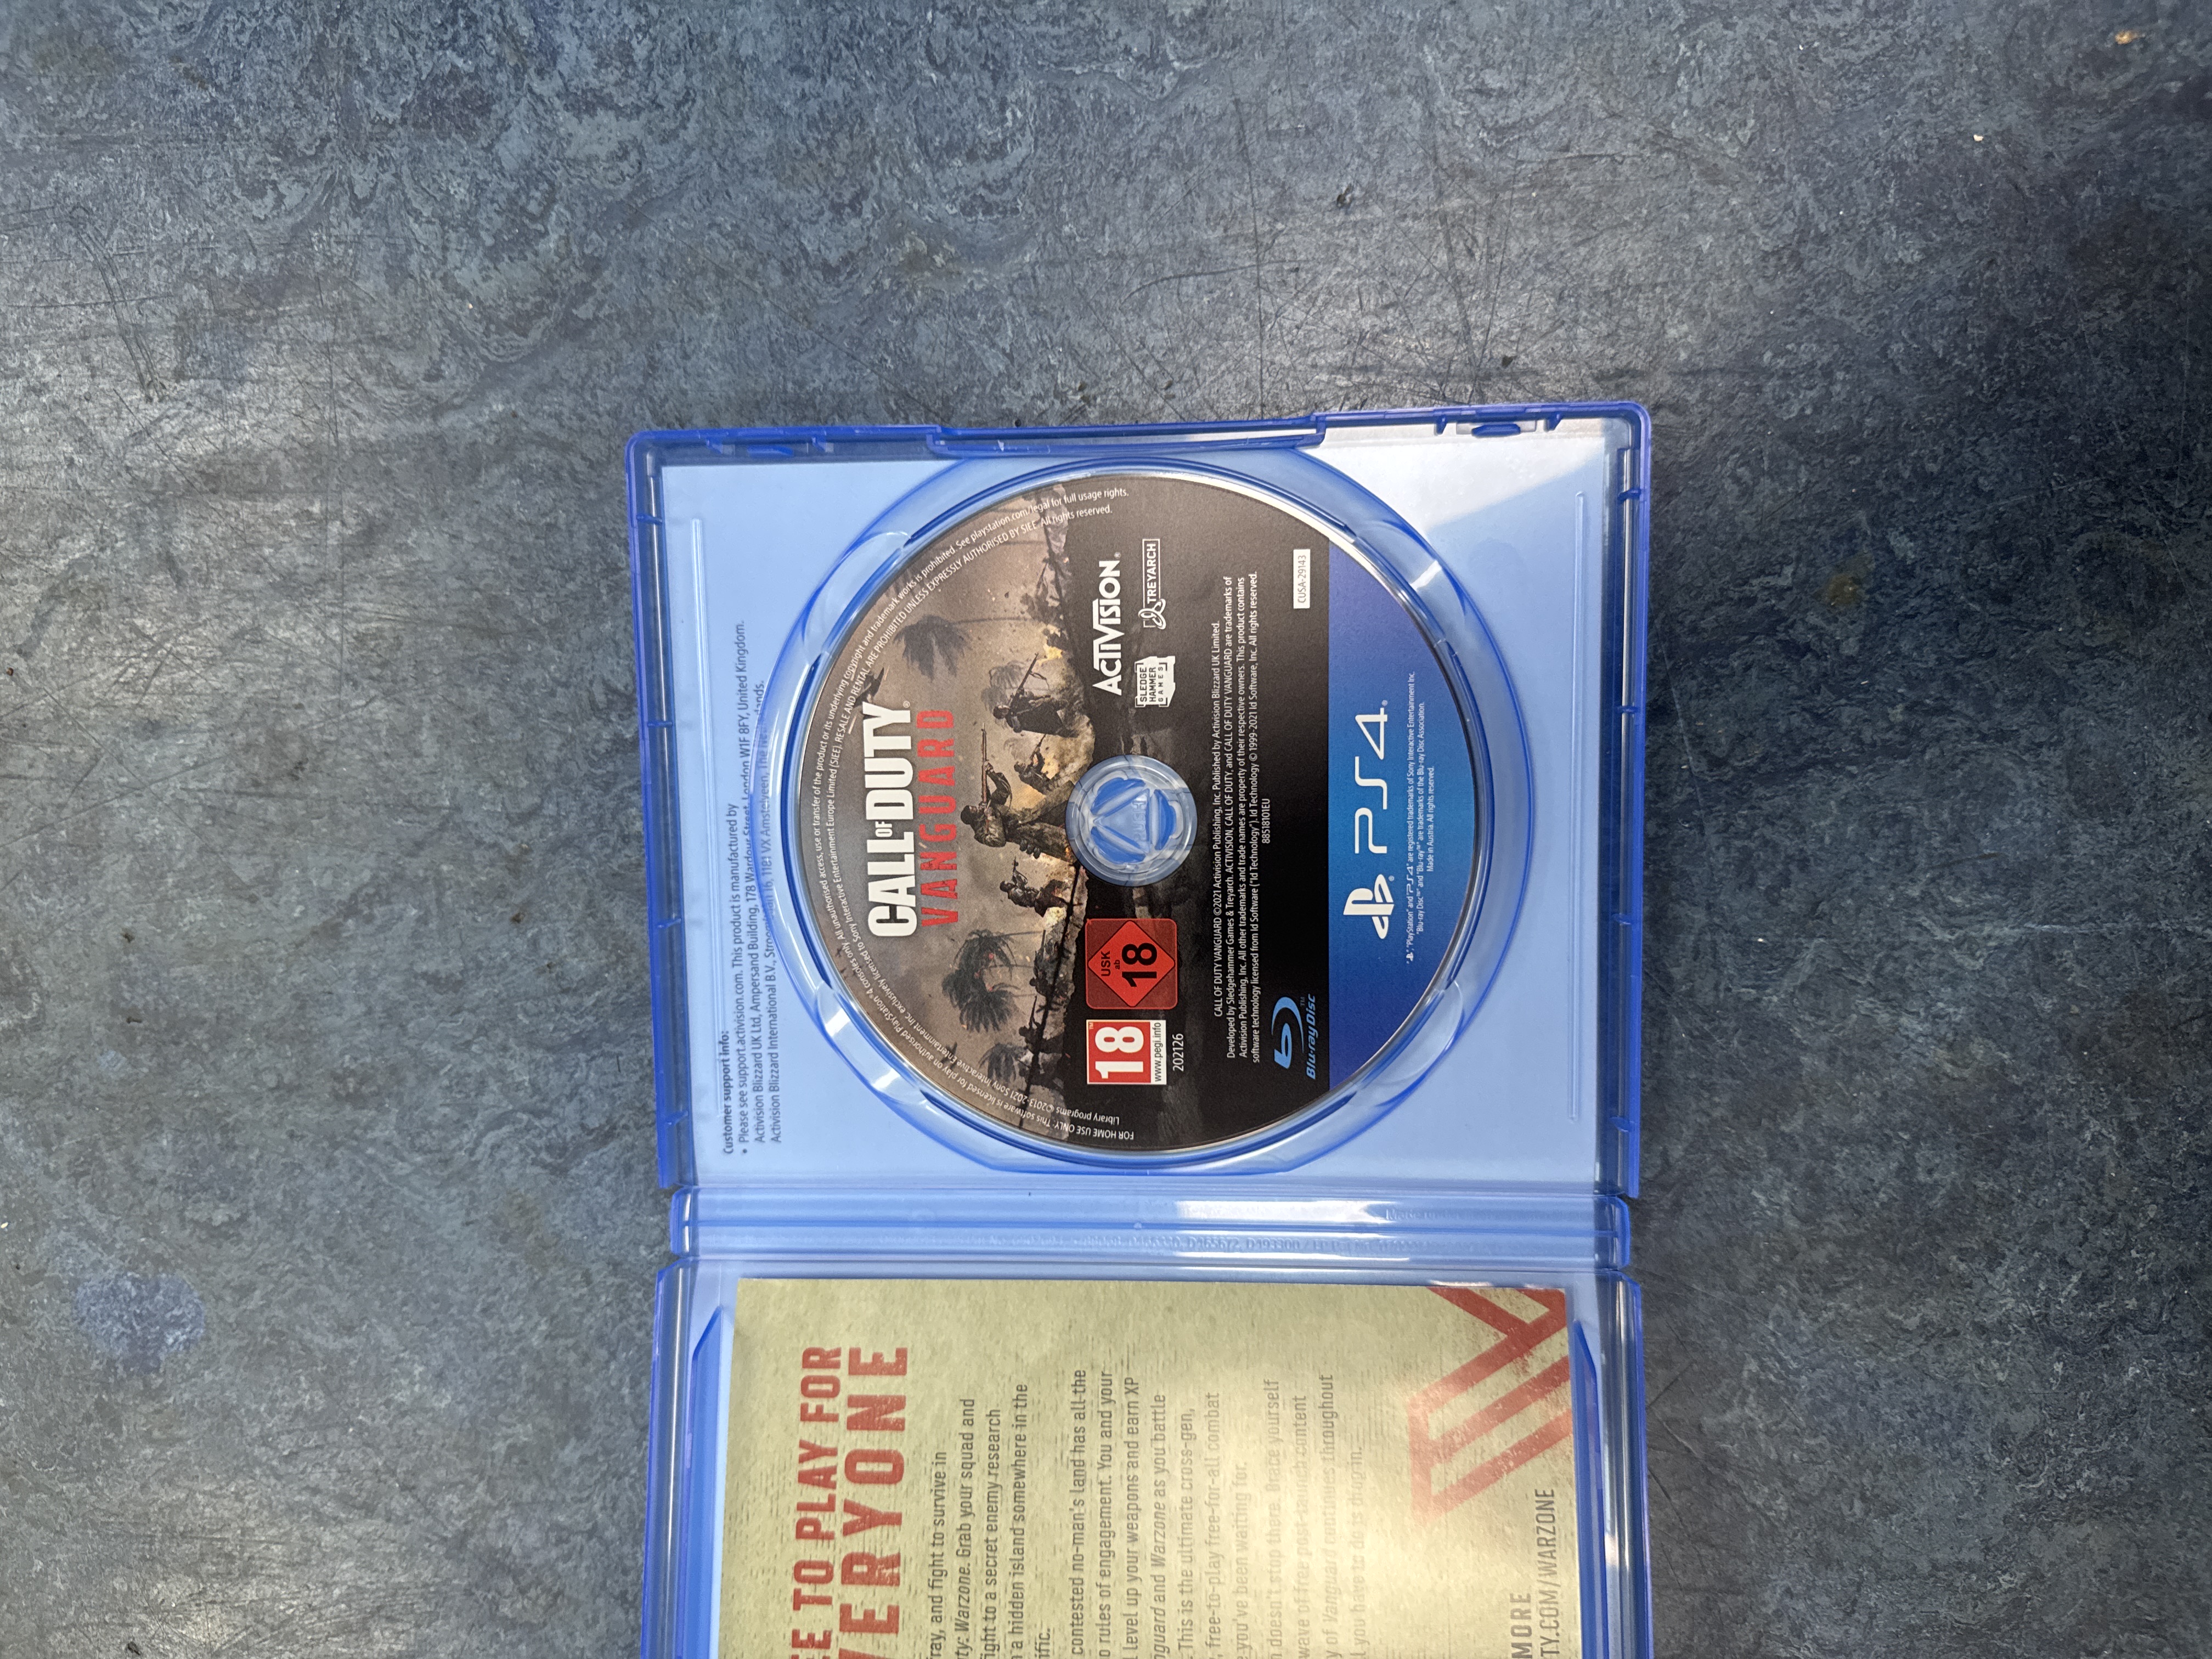 Customer support info:
• Please see support.activision.com. This product is manufactured by
Activision Blizzard UK Ltd, Ampersand Building, 178 Wardour Street, London W1F 8FY, United Kingdom.
Activision Blizzard International B.V., 1181 VX Amstelveen, The
FOR HOME USE ONLY: This software is licensed for play on authorised PlayStation®4 consoles only. All unauthorised access, use or transfer of the product or its underlying copyright and trademark works is prohibited. See playstation.com/legal for full usage rights.
Library programs ©2013-2021 Sony Interactive Entertainment Inc. exclusively licensed to Sony Interactive Entertainment Europe Limited (SIEE). RESALE AND RENTAL ARE PROHIBITED UNLESS EXPRESSLY AUTHORISED BY SIEE. All rights reserved.
CALL OF DUTY®
VANGUARD
18
www.pegi.info
USK
ab
18
202126
ACTIVISION®
SLEDGE
HAMMER
GAMES
TREYARCH
CALL OF DUTY VANGUARD ©2021 Activision Publishing, Inc. Published by Activision Blizzard UK Limited.
Developed by Sledgehammer Games & Treyarch. ACTIVISION, CALL OF DUTY, and CALL OF DUTY VANGUARD are trademarks of
Activision Publishing, Inc. All other trademarks and trade names are property of their respective owners. This product contains
software technology licensed from Id Software ("Id Technology"). Id Technology © 1999-2021 Id Software, Inc. All rights reserved.
88518101EU
Blu-ray Disc™
CUSA-29143
PS4®
"PlayStation" and "PS4" are registered trademarks of Sony Interactive Entertainment Inc.
"Blu-ray Disc™" and "Blu-ray™" are trademarks of the Blu-ray Disc Association.
Made in Austria. All rights reserved.
TO PLAY FOR
and fight to survive in
Warzone. Grab your squad and
to a secret enemy research
a hidden island somewhere in the
contested no-man's land has all the
rules of engagement. You and your
level up your weapons and earn XP
and Warzone as you battle
This is the ultimate cross-gen,
free-to-play free-for-all combat
you've been waiting for.
doesn't stop there. Brace yourself
wave of free post-launch content
of Vanguard continues throughout
you have to do is drop in.
MORE
.COM/WARZONE